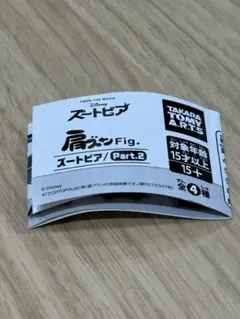 FROM THE MOVIE
Disney
ズートピア
肩ズンFig.
ズートピア/Part.2
TAKARA
TOMY
A.R.T.S
対象年齢
15才以上
15+
全4種
© Disney